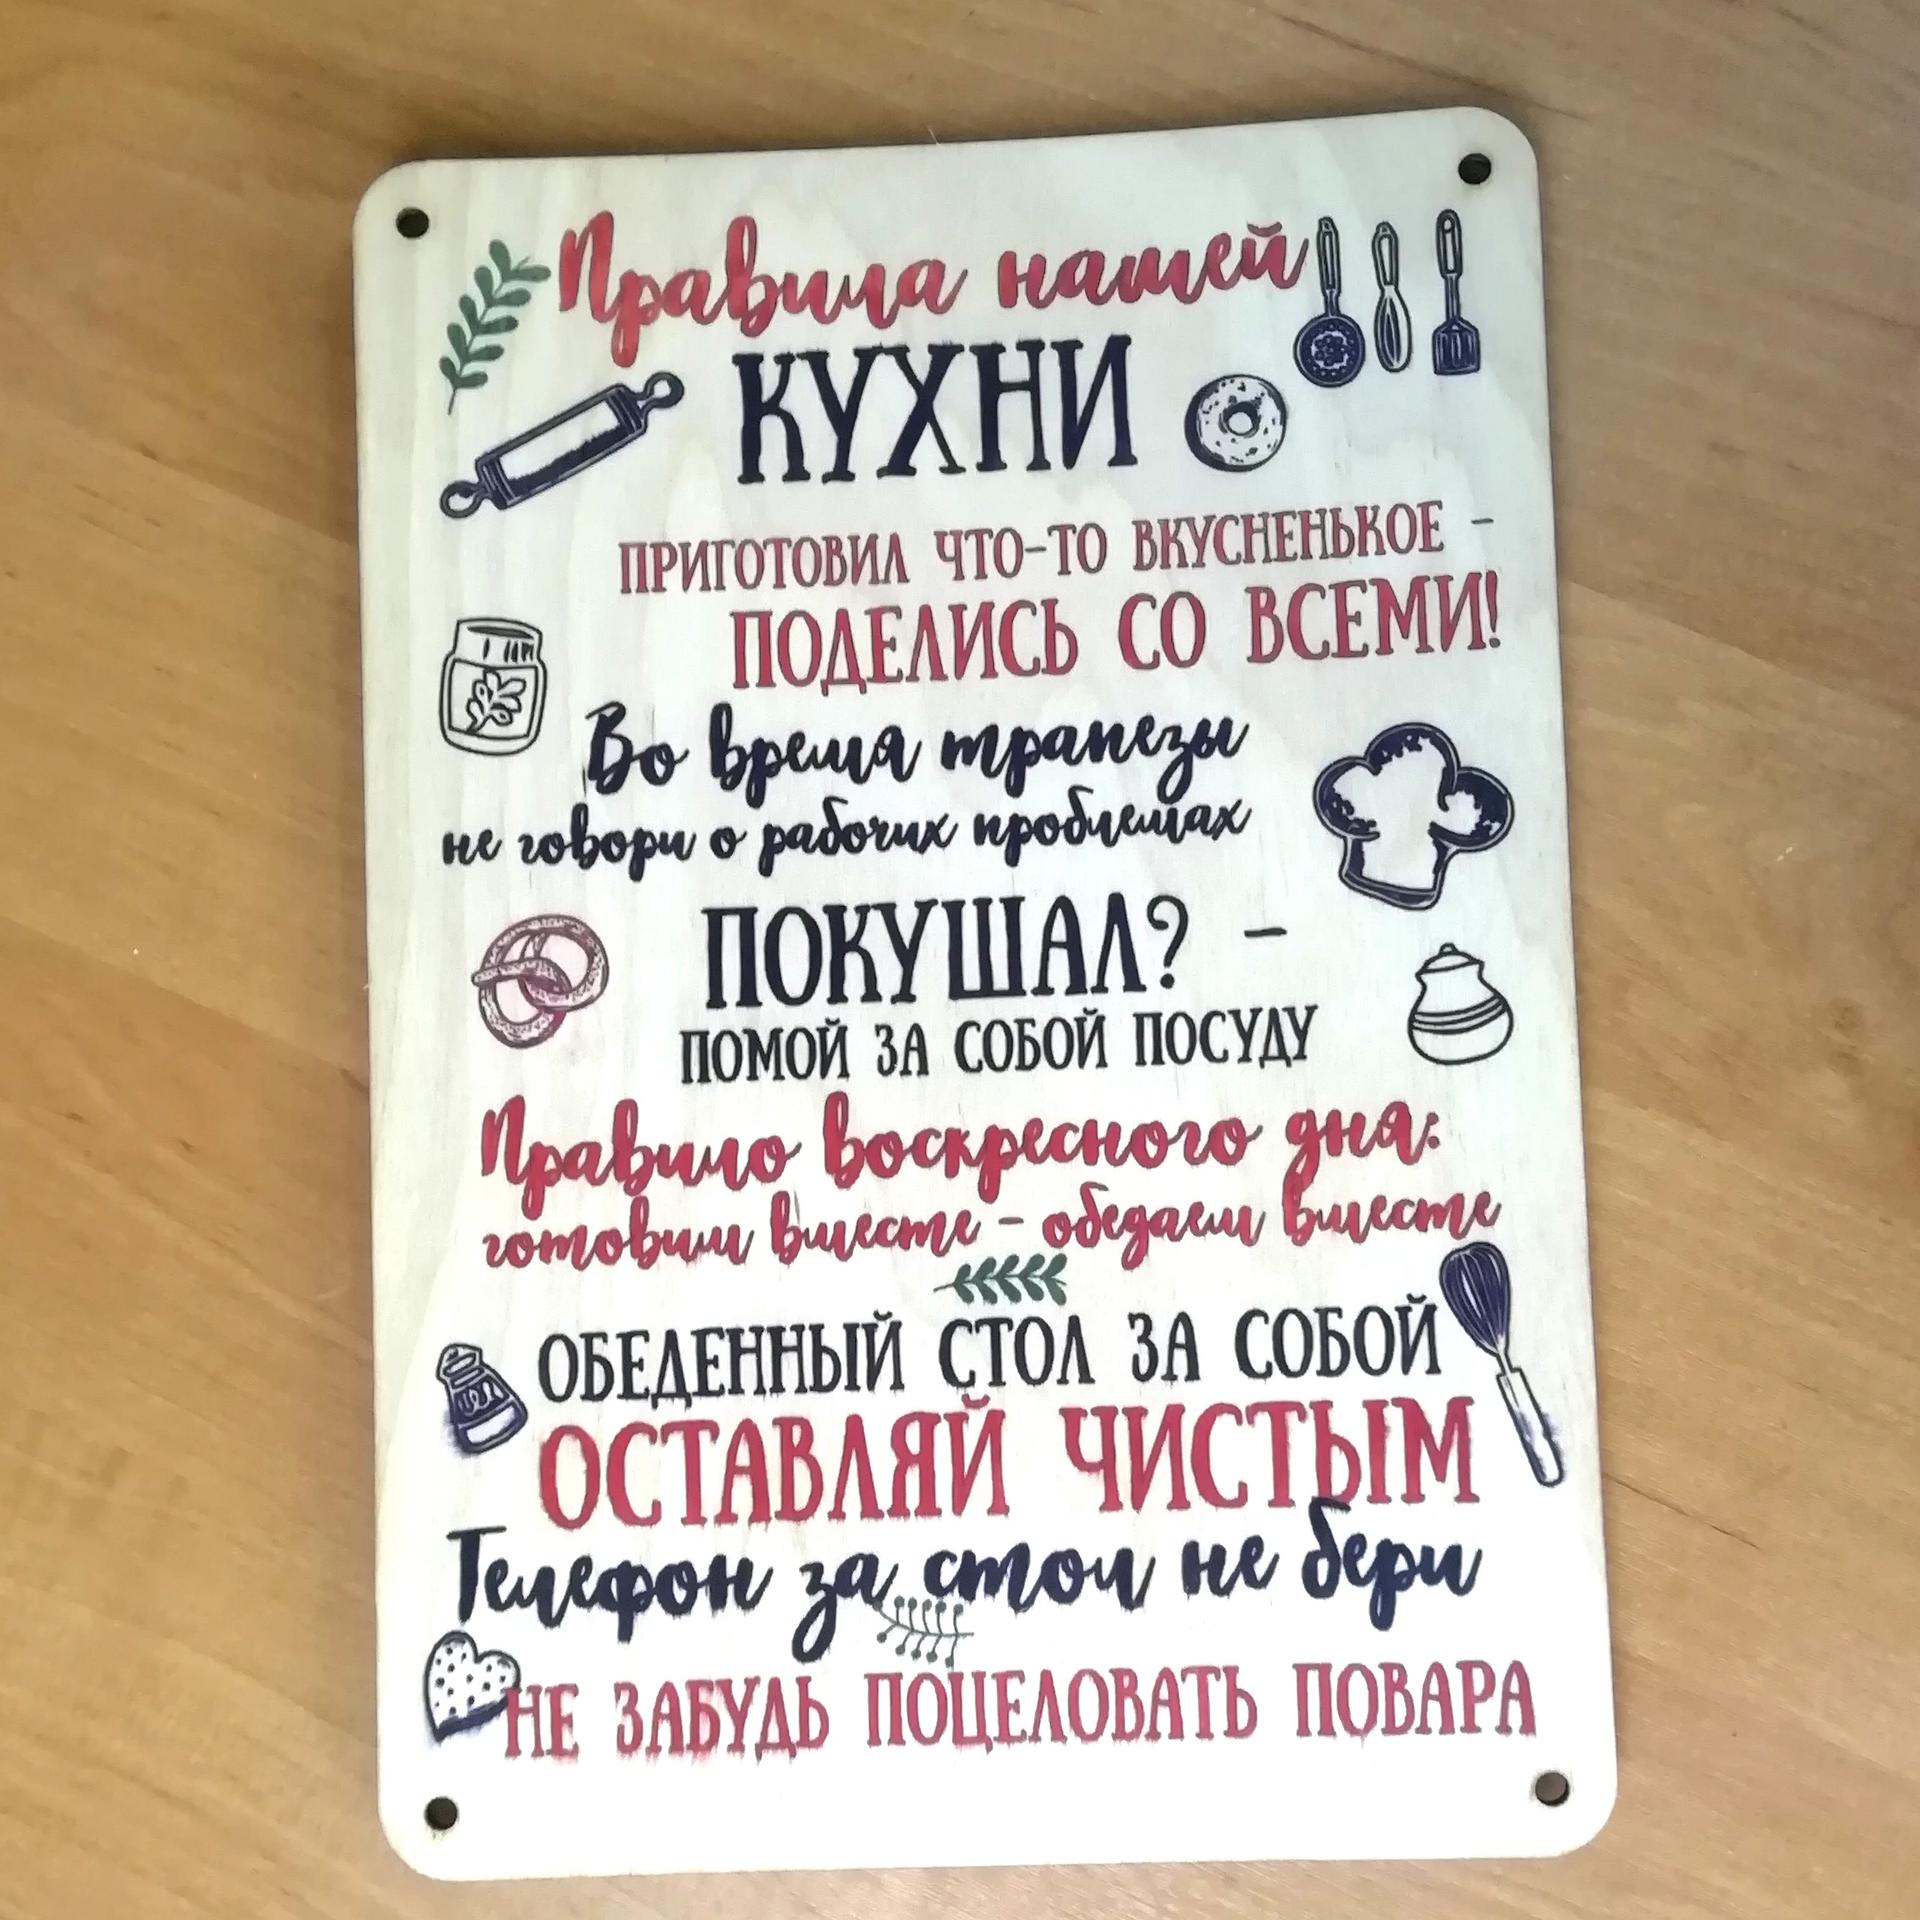 Правила нашей
КУХНИ
ПРИГОТОВИЛ ЧТО-ТО ВКУСНЕНЬКОЕ -
ПОДЕЛИСЬ СО ВСЕМИ!
Во время трапезы
не говори о рабочих проблемах
ПОКУШАЛ? -
ПОМОЙ ЗА СОБОЙ ПОСУДУ
Правило воскресного дня:
готовим вместе - обедаем вместе
ОБЕДЕННЫЙ СТОЛ ЗА СОБОЙ
ОСТАВЛЯЙ ЧИСТЫМ
Телефон за стол не бери
НЕ ЗАБУДЬ ПОЦЕЛОВАТЬ ПОВАРА